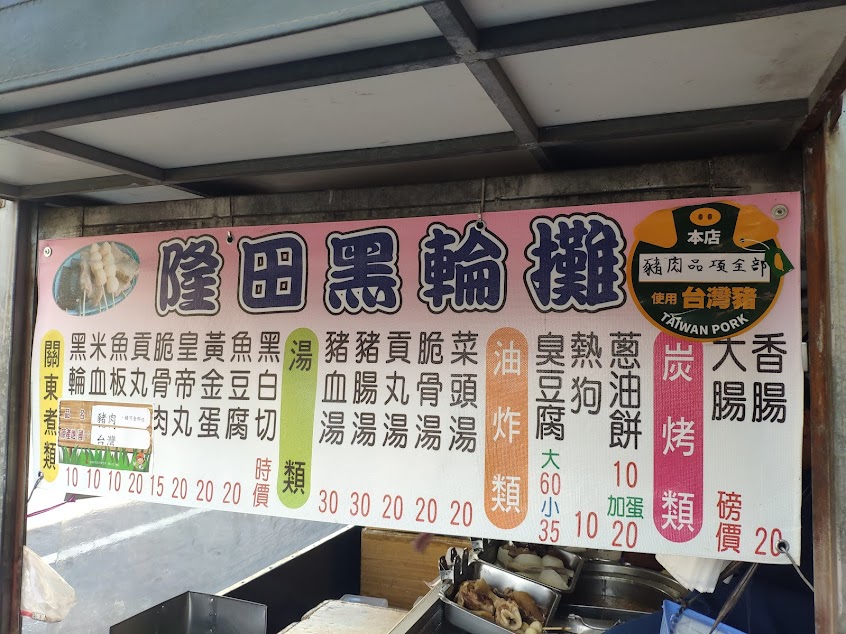 隆田黑輪攤
本店
豬肉品項全部
使用 台灣豬
TAIWAN PORK
關東煮類
黑輪 10
米血 10
魚板 10
貢丸 20
脆骨肉 15
皇帝丸 20
黃金蛋 20
魚豆腐 20
黑白切 時價
豬肉
台灣
湯類
豬血湯 30
豬腸湯 30
貢丸湯 20
脆骨湯 20
菜頭湯 20
油炸類
臭豆腐 大60 小35
熱狗 10
蔥油餅 10 加蛋20
炭烤類
大腸 磅價
香腸 20